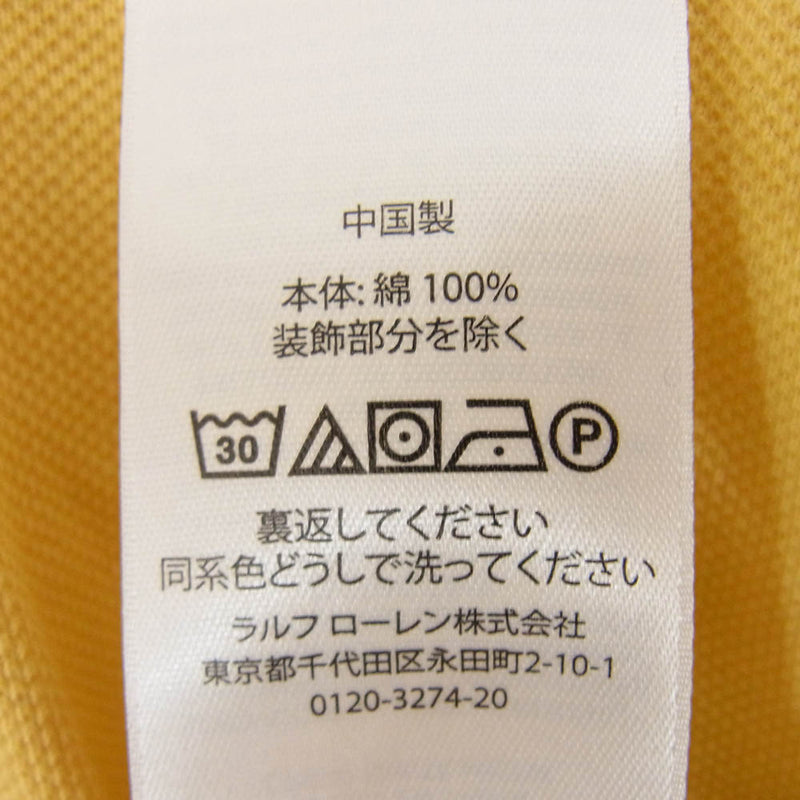 中国製
本体: 綿 100%
装飾部分を除く
30 P
裏返してください
同系色どうしで洗ってください
ラルフ ローレン株式会社
東京都千代田区永田町2-10-1
0120-3274-20